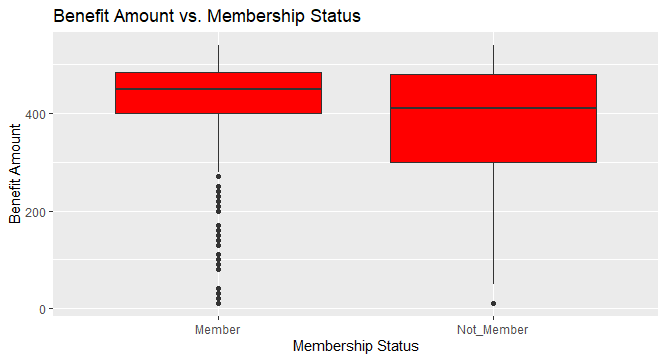 Benefit Amount vs. Membership Status
Benefit Amount
400
200
0
Member
Not_Member
Membership Status